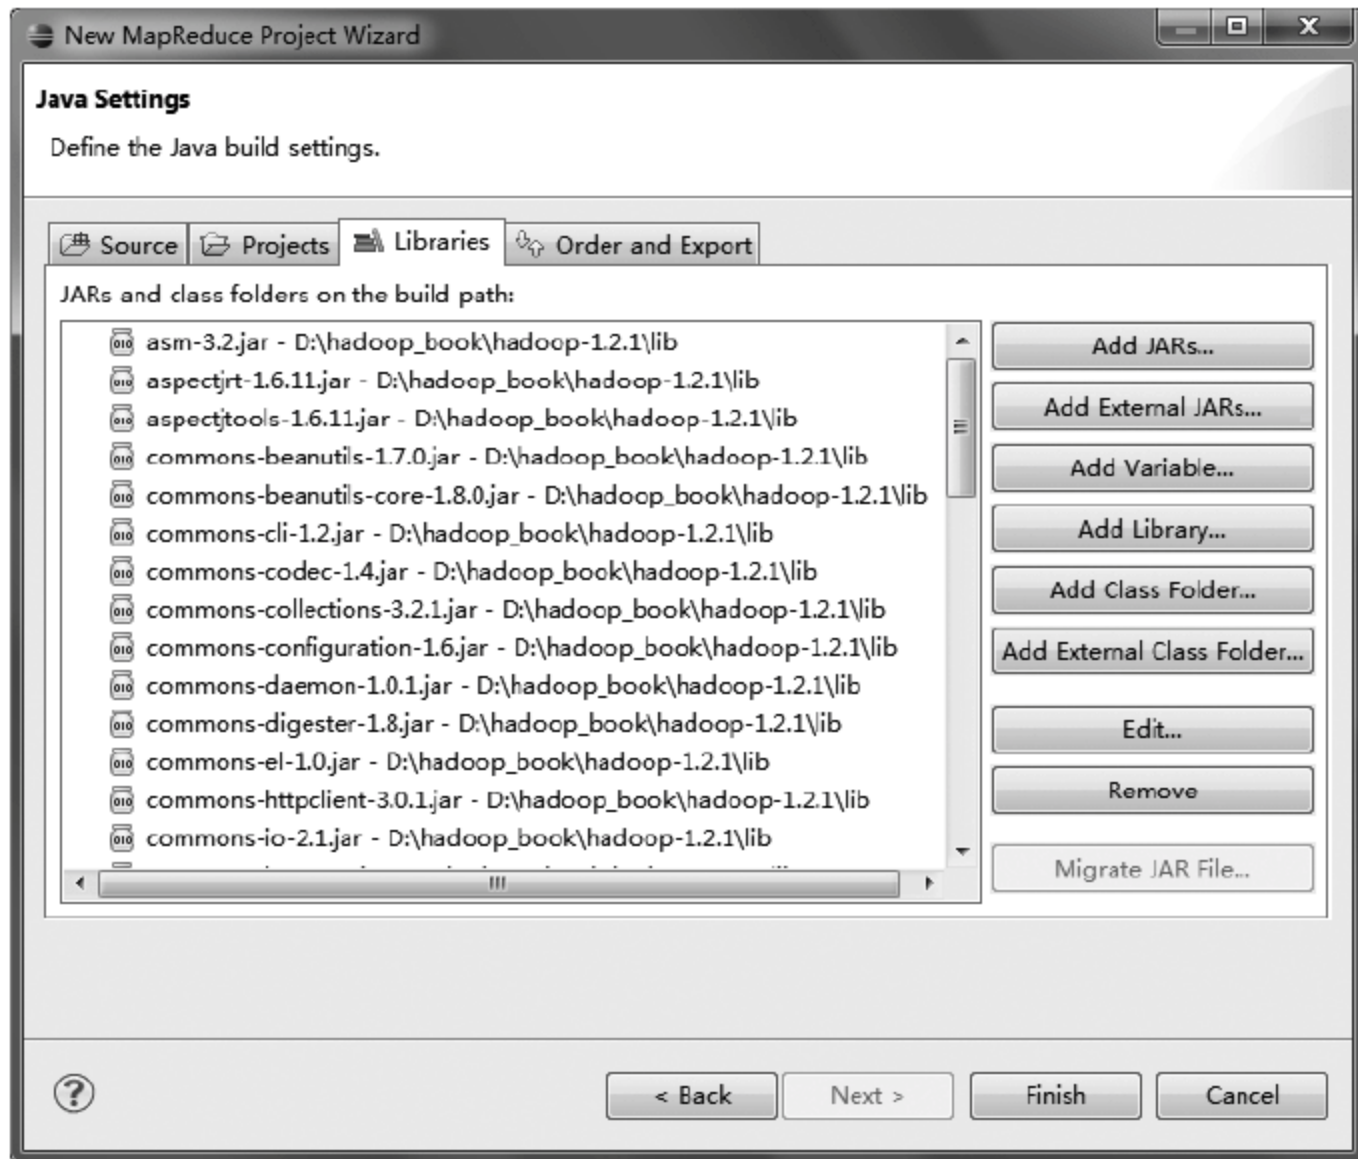 New MapReduce Project Wizard
Java Settings
Define the Java build settings.
Source Projects Libraries Order and Export
JARs and class folders on the build path:
asm-3.2.jar - D:\hadoop_book\hadoop-1.2.1\lib
aspectjrt-1.6.11.jar - D:\hadoop_book\hadoop-1.2.1\lib
aspectjtools-1.6.11.jar - D:\hadoop_book\hadoop-1.2.1\lib
commons-beanutils-1.7.0.jar - D:\hadoop_book\hadoop-1.2.1\lib
commons-beanutils-core-1.8.0.jar - D:\hadoop_book\hadoop-1.2.1\lib
commons-cli-1.2.jar - D:\hadoop_book\hadoop-1.2.1\lib
commons-codec-1.4.jar - D:\hadoop_book\hadoop-1.2.1\lib
commons-collections-3.2.1.jar - D:\hadoop_book\hadoop-1.2.1\lib
commons-configuration-1.6.jar - D:\hadoop_book\hadoop-1.2.1\lib
commons-daemon-1.0.1.jar - D:\hadoop_book\hadoop-1.2.1\lib
commons-digester-1.8.jar - D:\hadoop_book\hadoop-1.2.1\lib
commons-el-1.0.jar - D:\hadoop_book\hadoop-1.2.1\lib
commons-httpclient-3.0.1.jar - D:\hadoop_book\hadoop-1.2.1\lib
commons-io-2.1.jar - D:\hadoop_book\hadoop-1.2.1\lib
Add JARs...
Add External JARs...
Add Variable...
Add Library...
Add Class Folder...
Add External Class Folder...
Edit...
Remove
Migrate JAR File...
< Back Next > Finish Cancel